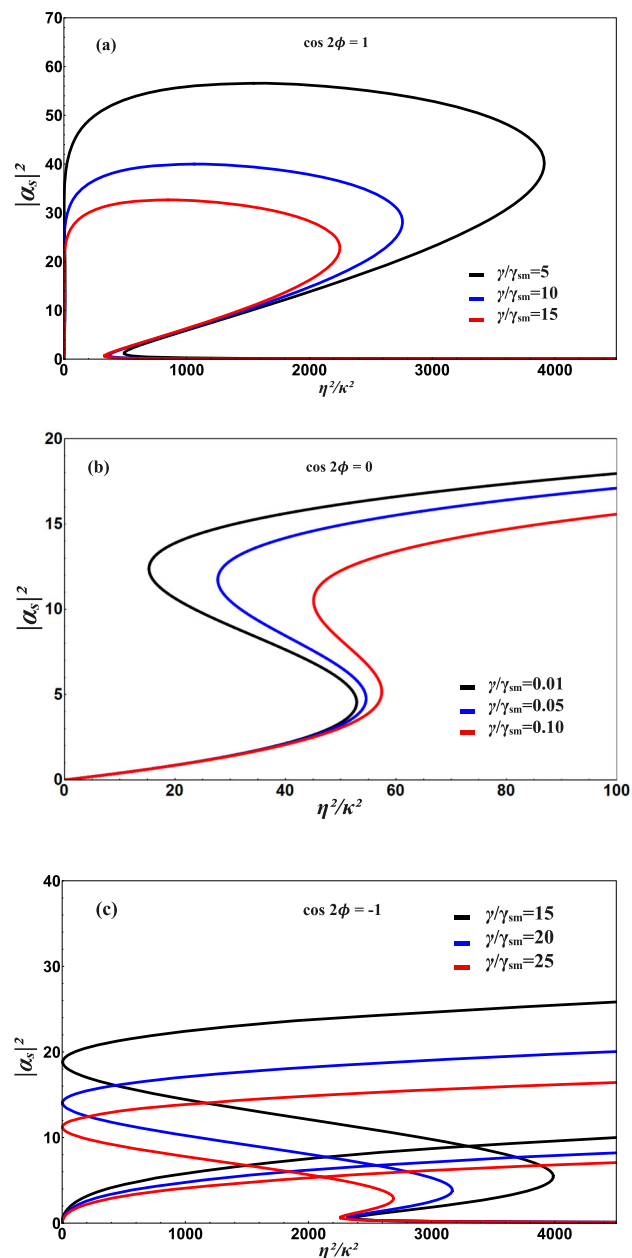 70
(a)
cos 2ϕ = 1
60
50
40
|αₛ|²
30
20
γ/γₛₘ=5
γ/γₛₘ=10
10
γ/γₛₘ=15
0
0 1000 2000 3000 4000
η²/κ²
20
(b)
cos 2ϕ = 0
15
|αₛ|²
10
γ/γₛₘ=0.01
5
γ/γₛₘ=0.05
γ/γₛₘ=0.10
0
0 20 40 60 80 100
η²/κ²
40
(c)
cos 2ϕ = -1
γ/γₛₘ=15
γ/γₛₘ=20
γ/γₛₘ=25
30
|αₛ|²
20
10
0
0 1000 2000 3000 4000
η²/κ²